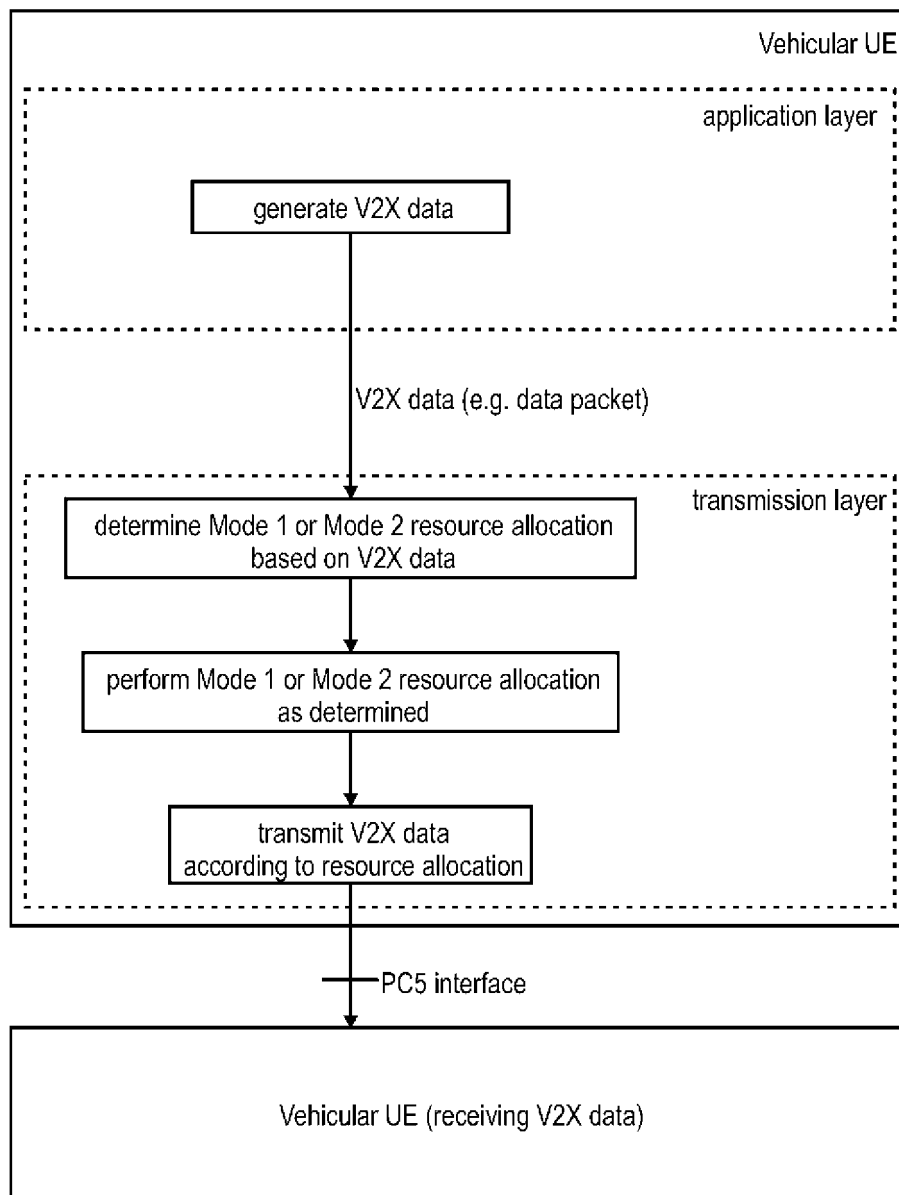 Vehicular UE
application layer
generate V2X data
V2X data (e.g. data packet)
transmission layer
determine Mode 1 or Mode 2 resource allocation
based on V2X data
perform Mode 1 or Mode 2 resource allocation
as determined
transmit V2X data
according to resource allocation
PC5 interface
Vehicular UE (receiving V2X data)